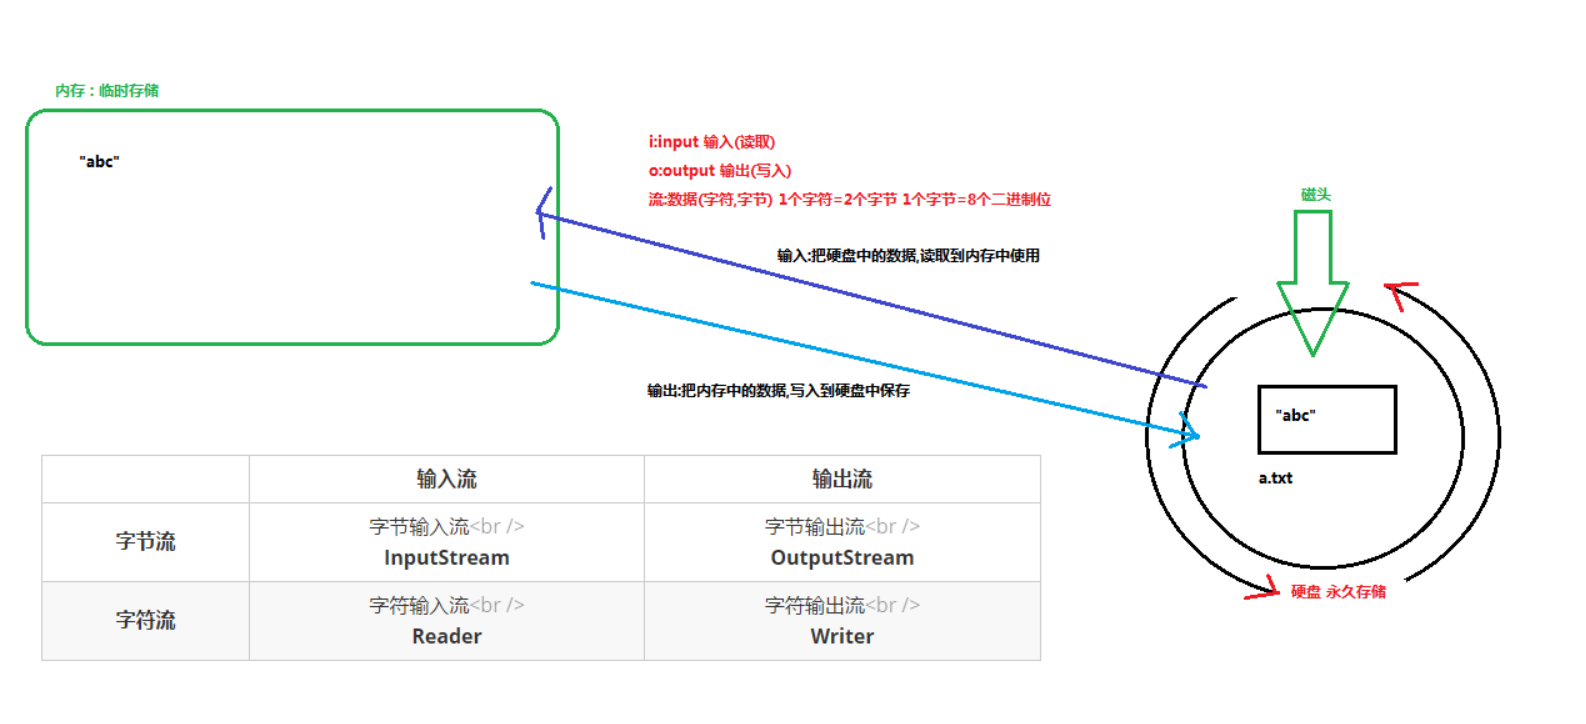 内存：临时存储
"abc"
i:input 输入(读取)
o:output 输出(写入)
流:数据(字符,字节) 1个字符=2个字节 1个字节=8个二进制位
磁头
输入:把硬盘中的数据,读取到内存中使用
输出:把内存中的数据,写入到硬盘中保存
"abc"
a.txt
硬盘 永久存储
输入流 输出流
字节流
字节输入流<br />
InputStream
字节输出流<br />
OutputStream
字符流
字符输入流<br />
Reader
字符输出流<br />
Writer